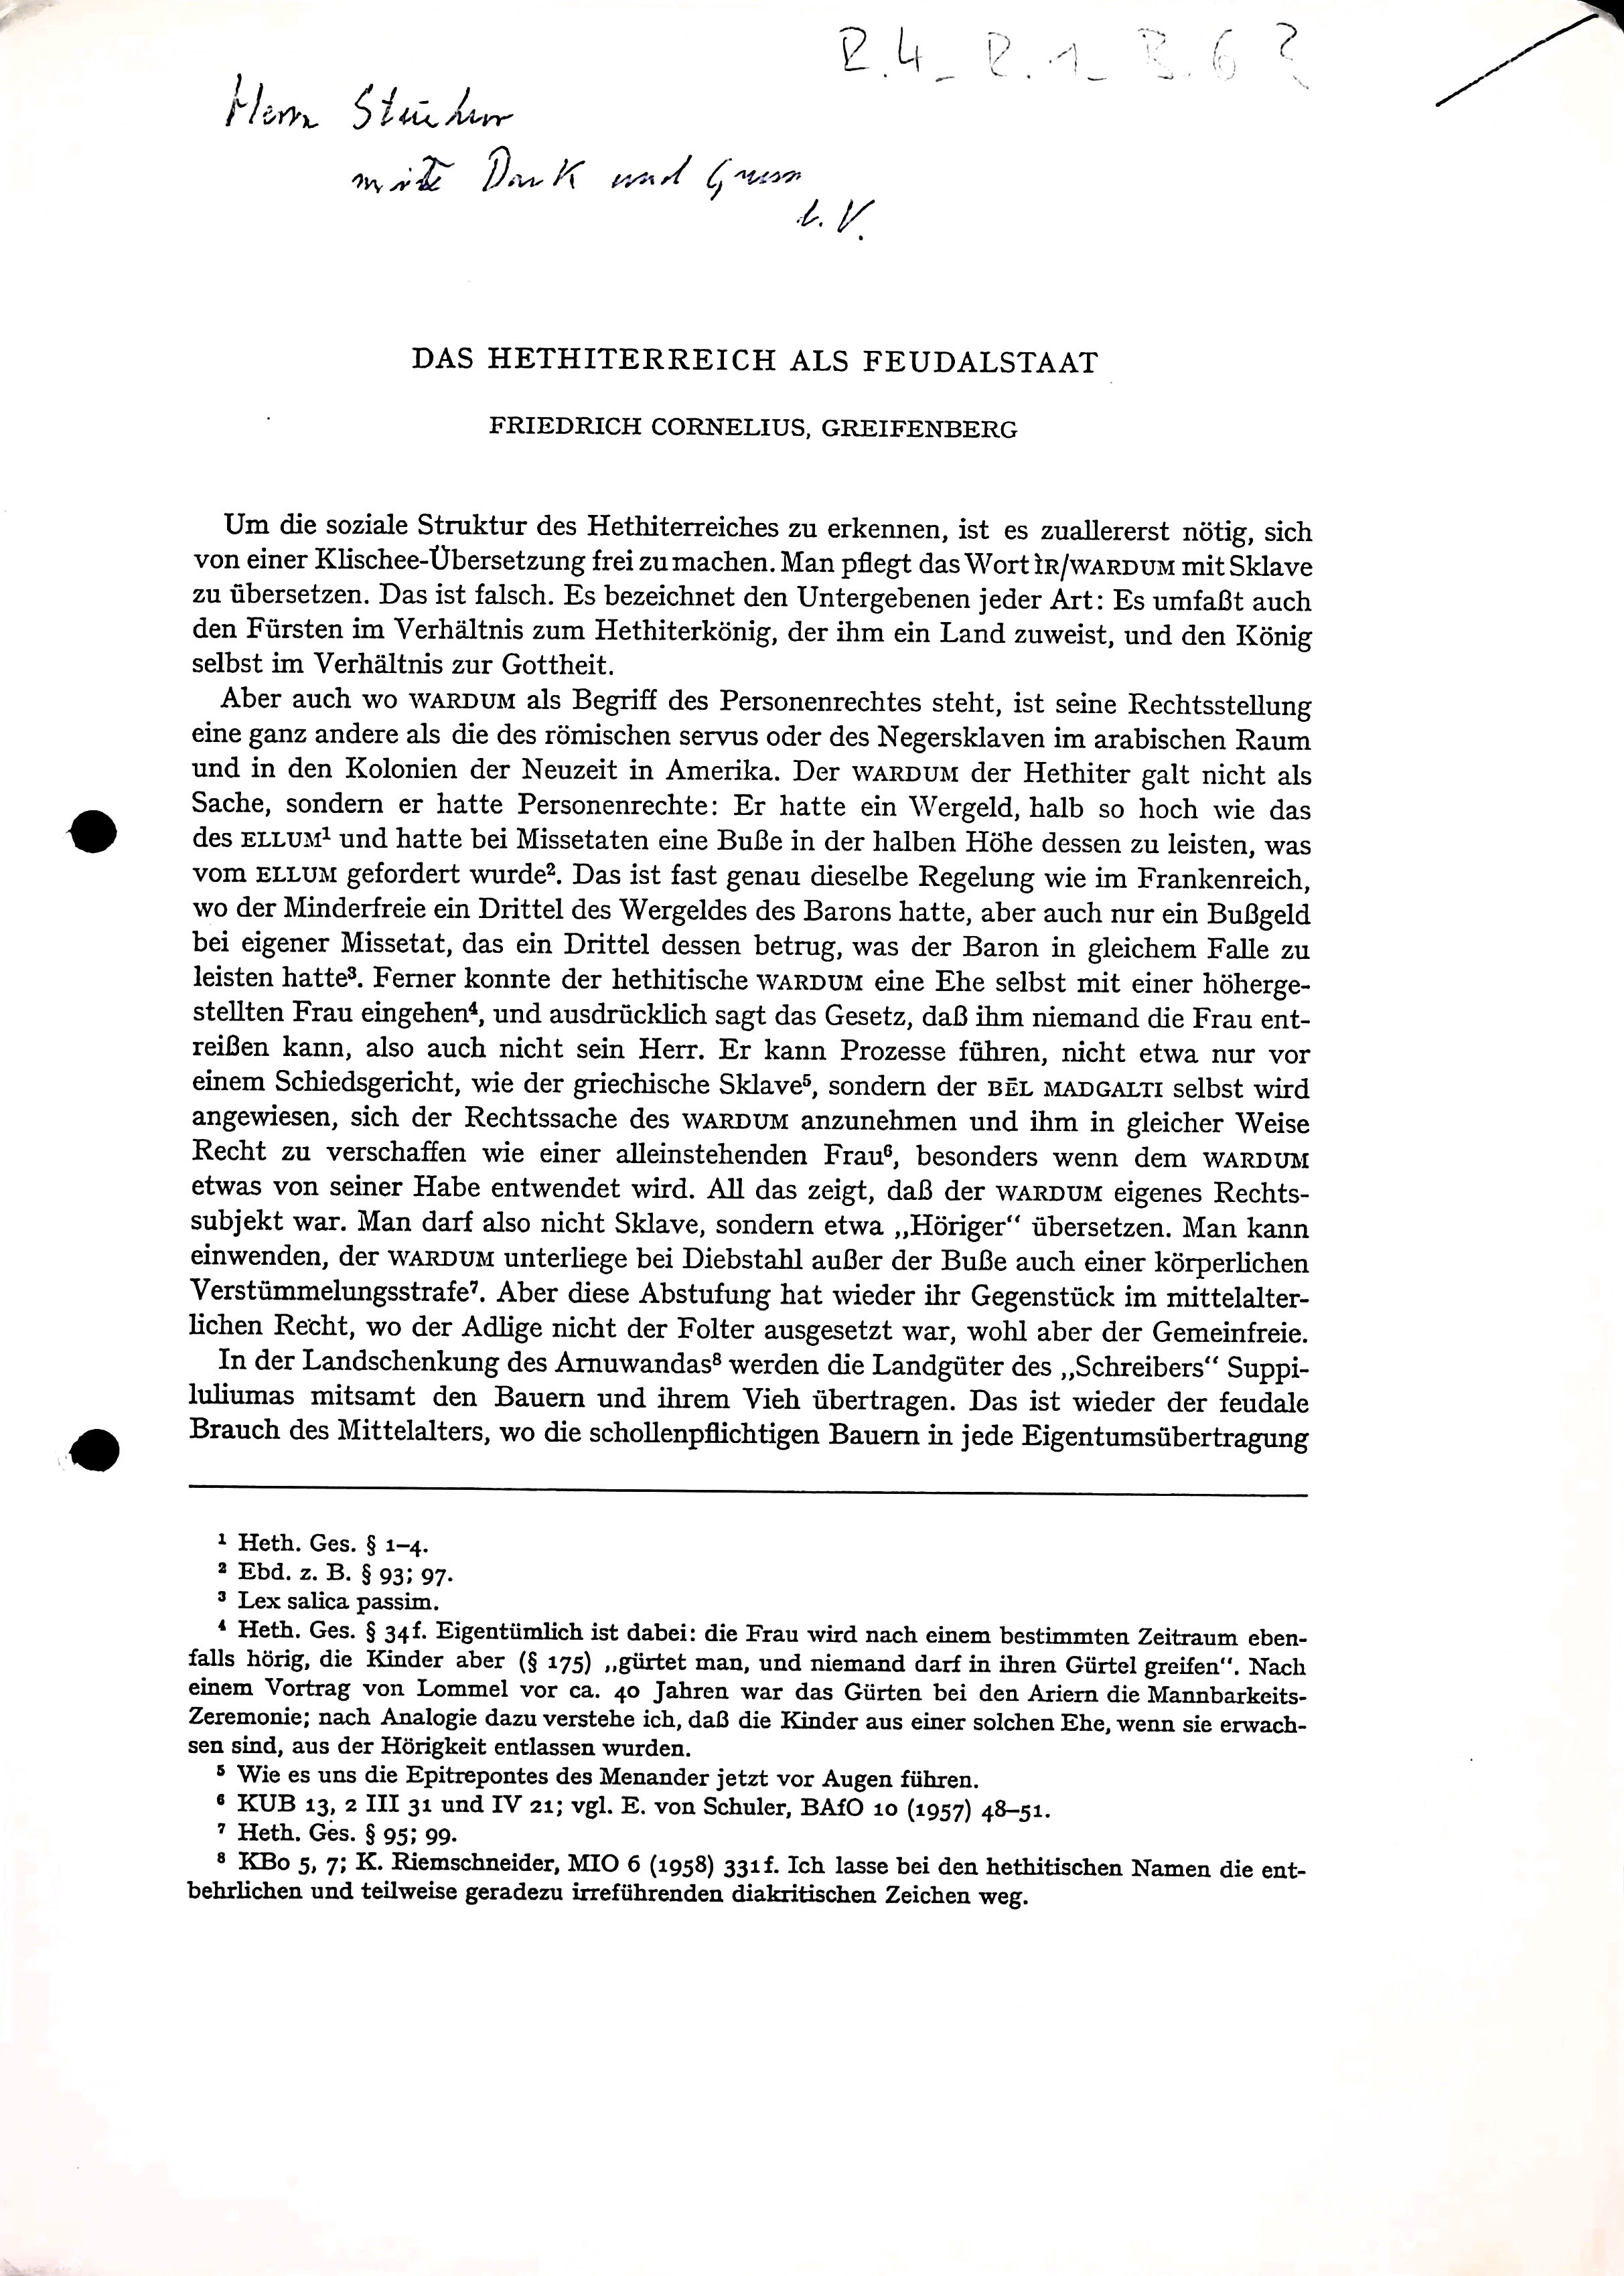 R.4 - R.1 - B.6?
Herrn
mit Dank und Gruss
DAS HETHITERREICH ALS FEUDALSTAAT
FRIEDRICH CORNELIUS, GREIFENBERG
Um die soziale Struktur des Hethiterreiches zu erkennen, ist es zuallererst nötig, sich
von einer Klischee-Übersetzung frei zu machen. Man pflegt das Wort ÌR/WARDUM mit Sklave
zu übersetzen. Das ist falsch. Es bezeichnet den Untergebenen jeder Art: Es umfaßt auch
den Fürsten im Verhältnis zum Hethiterkönig, der ihm ein Land zuweist, und den König
selbst im Verhältnis zur Gottheit.
Aber auch wo WARDUM als Begriff des Personenrechtes steht, ist seine Rechtsstellung
eine ganz andere als die des römischen servus oder des Negersklaven im arabischen Raum
und in den Kolonien der Neuzeit in Amerika. Der WARDUM der Hethiter galt nicht als
Sache, sondern er hatte Personenrechte: Er hatte ein Wergeld, halb so hoch wie das
des ELLUM¹ und hatte bei Missetaten eine Buße in der halben Höhe dessen zu leisten, was
vom ELLUM gefordert wurde². Das ist fast genau dieselbe Regelung wie im Frankenreich,
wo der Minderfreie ein Drittel des Wergeldes des Barons hatte, aber auch nur ein Bußgeld
bei eigener Missetat, das ein Drittel dessen betrug, was der Baron in gleichem Falle zu
leisten hatte³. Ferner konnte der hethitische WARDUM eine Ehe selbst mit einer höherge-
stellten Frau eingehen⁴, und ausdrücklich sagt das Gesetz, daß ihm niemand die Frau ent-
reißen kann, also auch nicht sein Herr. Er kann Prozesse führen, nicht etwa nur vor
einem Schiedsgericht, wie der griechische Sklave⁵, sondern der BĒL MADGALTI selbst wird
angewiesen, sich der Rechtssache des WARDUM anzunehmen und ihm in gleicher Weise
Recht zu verschaffen wie einer alleinstehenden Frau⁶, besonders wenn dem WARDUM
etwas von seiner Habe entwendet wird. All das zeigt, daß der WARDUM eigenes Rechts-
subjekt war. Man darf also nicht Sklave, sondern etwa „Höriger“ übersetzen. Man kann
einwenden, der WARDUM unterliege bei Diebstahl außer der Buße auch einer körperlichen
Verstümmelungsstrafe⁷. Aber diese Abstufung hat wieder ihr Gegenstück im mittelalter-
lichen Recht, wo der Adlige nicht der Folter ausgesetzt war, wohl aber der Gemeinfreie.
In der Landschenkung des Arnuwandas⁸ werden die Landgüter des „Schreibers“ Suppi-
luliumas mitsamt den Bauern und ihrem Vieh übertragen. Das ist wieder der feudale
Brauch des Mittelalters, wo die schollenpflichtigen Bauern in jede Eigentumsübertragung
¹ Heth. Ges. § 1–4.
² Ebd. z. B. § 93; 97.
³ Lex salica passim.
⁴ Heth. Ges. § 34f. Eigentümlich ist dabei: die Frau wird nach einem bestimmten Zeitraum eben-
falls hörig, die Kinder aber (§ 175) „gürtet man, und niemand darf in ihren Gürtel greifen“. Nach
einem Vortrag von Lommel vor ca. 40 Jahren war das Gürten bei den Ariern die Mannbarkeits-
Zeremonie; nach Analogie dazu verstehe ich, daß die Kinder aus einer solchen Ehe, wenn sie erwach-
sen sind, aus der Hörigkeit entlassen wurden.
⁵ Wie es uns die Epitrepontes des Menander jetzt vor Augen führen.
⁶ KUB 13, 2 III 31 und IV 21; vgl. E. von Schuler, BAfO 10 (1957) 48–51.
⁷ Heth. Ges. § 95; 99.
⁸ KBo 5, 7; K. Riemschneider, MIO 6 (1958) 331f. Ich lasse bei den hethitischen Namen die ent-
behrlichen und teilweise geradezu irreführenden diakritischen Zeichen weg.